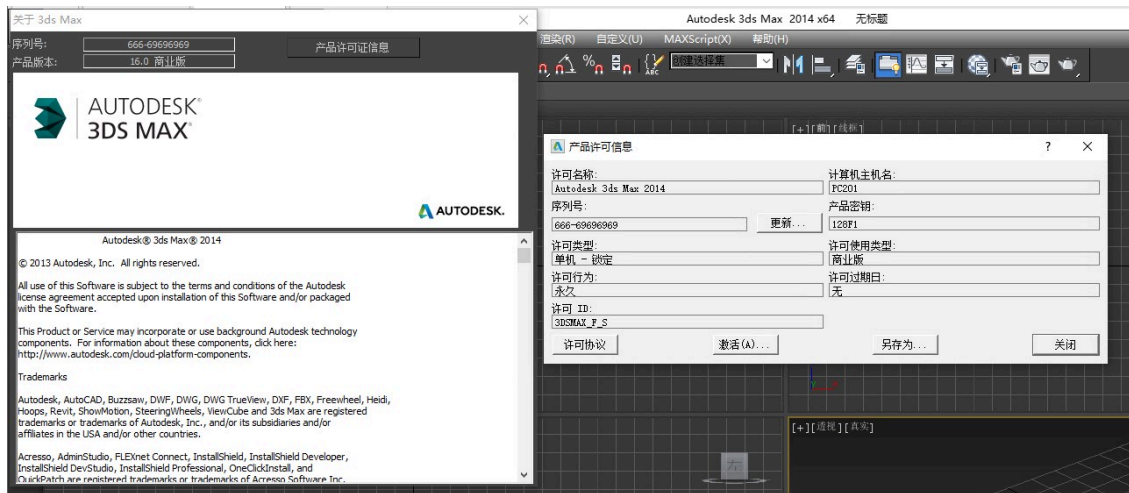 关于 3ds Max
序列号:
666-69696969
产品许可证信息
产品版本:
16.0 商业版
AUTODESK®
3DS MAX®
AUTODESK.
Autodesk® 3ds Max® 2014
© 2013 Autodesk, Inc.  All rights reserved.
All use of this Software is subject to the terms and conditions of the Autodesk
license agreement accepted upon installation of this Software and/or packaged
with the Software.
This Product or Service may incorporate or use background Autodesk technology
components.  For information about these components, click here:
http://www.autodesk.com/cloud-platform-components.
Trademarks
Autodesk, AutoCAD, Buzzsaw, DWF, DWG, DWG TrueView, DXF, FBX, Freewheel, Heidi,
Hoops, Revit, ShowMotion, SteeringWheels, ViewCube and 3ds Max are registered
trademarks or trademarks of Autodesk, Inc., and/or its subsidiaries and/or
affiliates in the USA and/or other countries.
Acresso, AdminStudio, FLEXnet Connect, InstallShield, InstallShield Developer,
InstallShield DevStudio, InstallShield Professional, OneClickInstall, and
QuickPatch are registered trademarks or trademarks of Acresso Software Inc.
Autodesk 3ds Max  2014 x64    无标题
渲染(R)  自定义(U)  MAXScript(X)  帮助(H)
创建选择集
[+][前][线框]
产品许可信息
许可名称:
Autodesk 3ds Max 2014
计算机主机名:
PC201
序列号:
666-69696969
更新...
产品密钥:
128F1
许可类型:
单机 - 锁定
许可使用类型:
商业版
许可行为:
永久
许可过期日:
无
许可 ID:
3DSMAX_F_S
许可协议
激活(A)...
另存为...
关闭
[+][透视][真实]